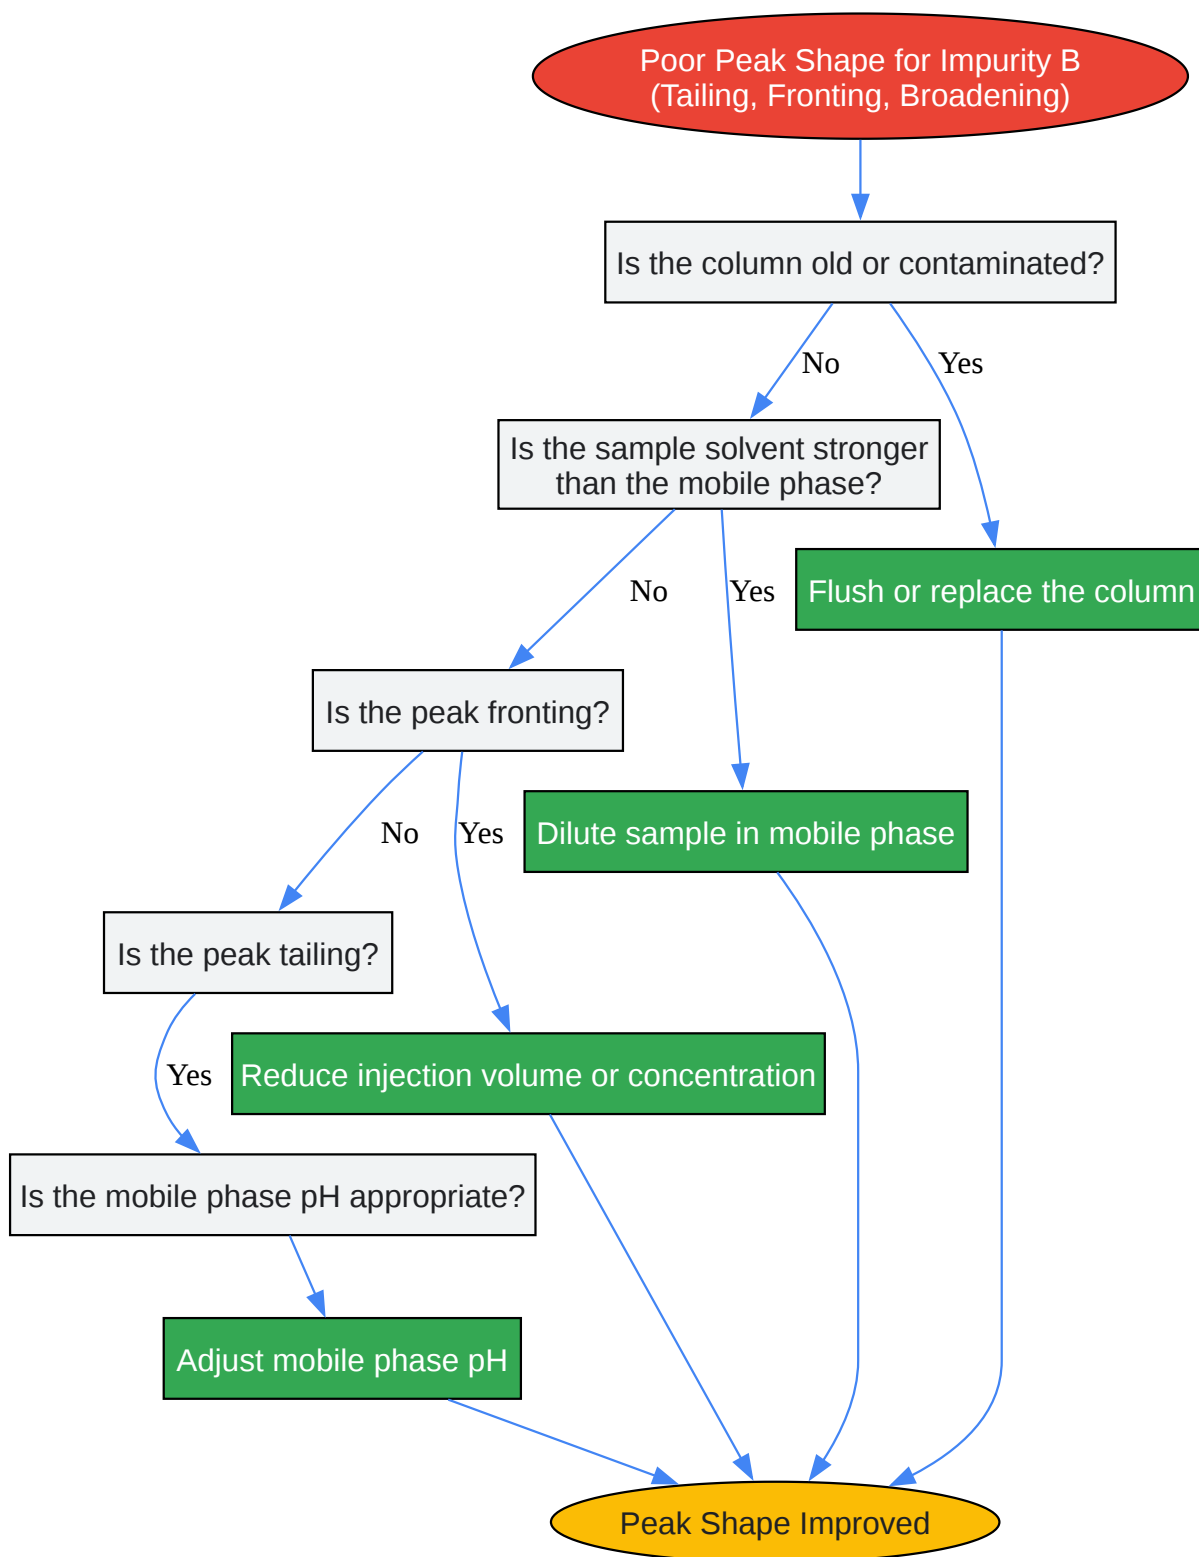 Poor Peak Shape for Impurity B
(Tailing, Fronting, Broadening)
Is the column old or contaminated?
No
Yes
Is the sample solvent stronger
than the mobile phase?
No
Yes
Flush or replace the column
Is the peak fronting?
No
Yes
Dilute sample in mobile phase
Is the peak tailing?
Yes
Reduce injection volume or concentration
Is the mobile phase pH appropriate?
Adjust mobile phase pH
Peak Shape Improved